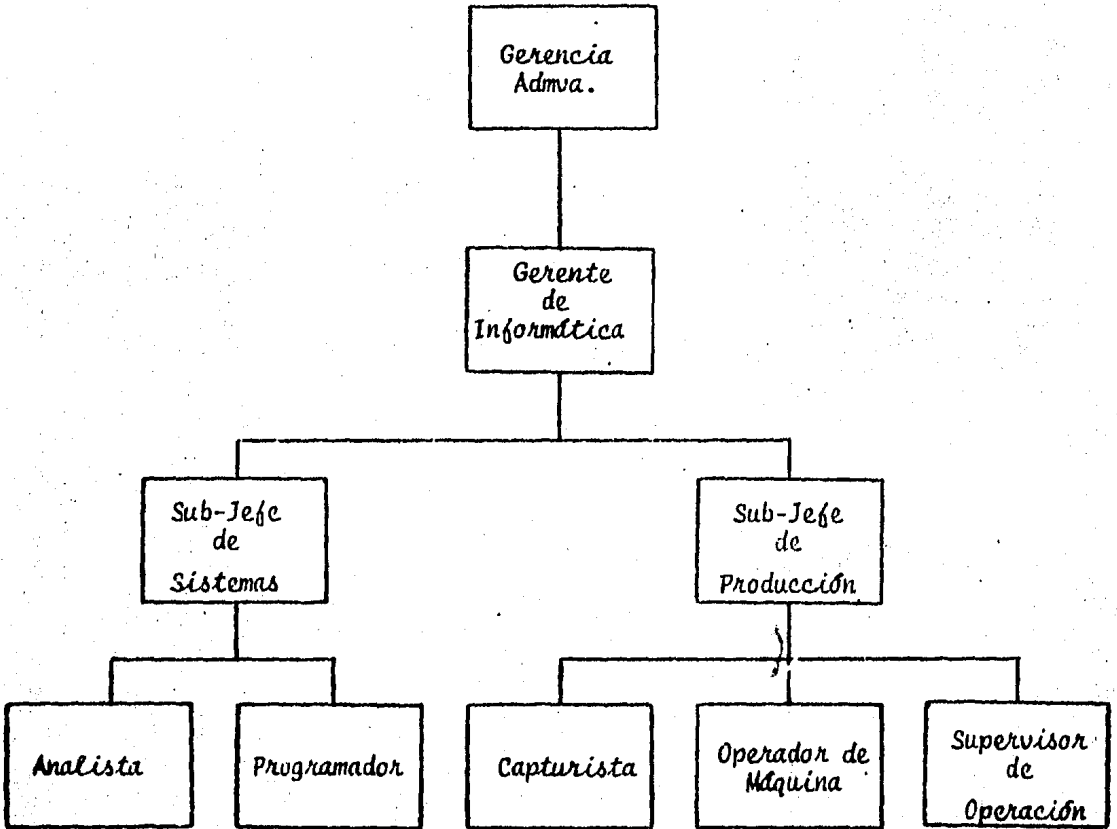 Gerencia
Admva.
Gerente
de
Informática
Sub-Jefe
de
Sistemas
Sub-Jefe
de
Producción
Analista
Programador
Capturista
Operador de
Máquina
Supervisor
de
Operación